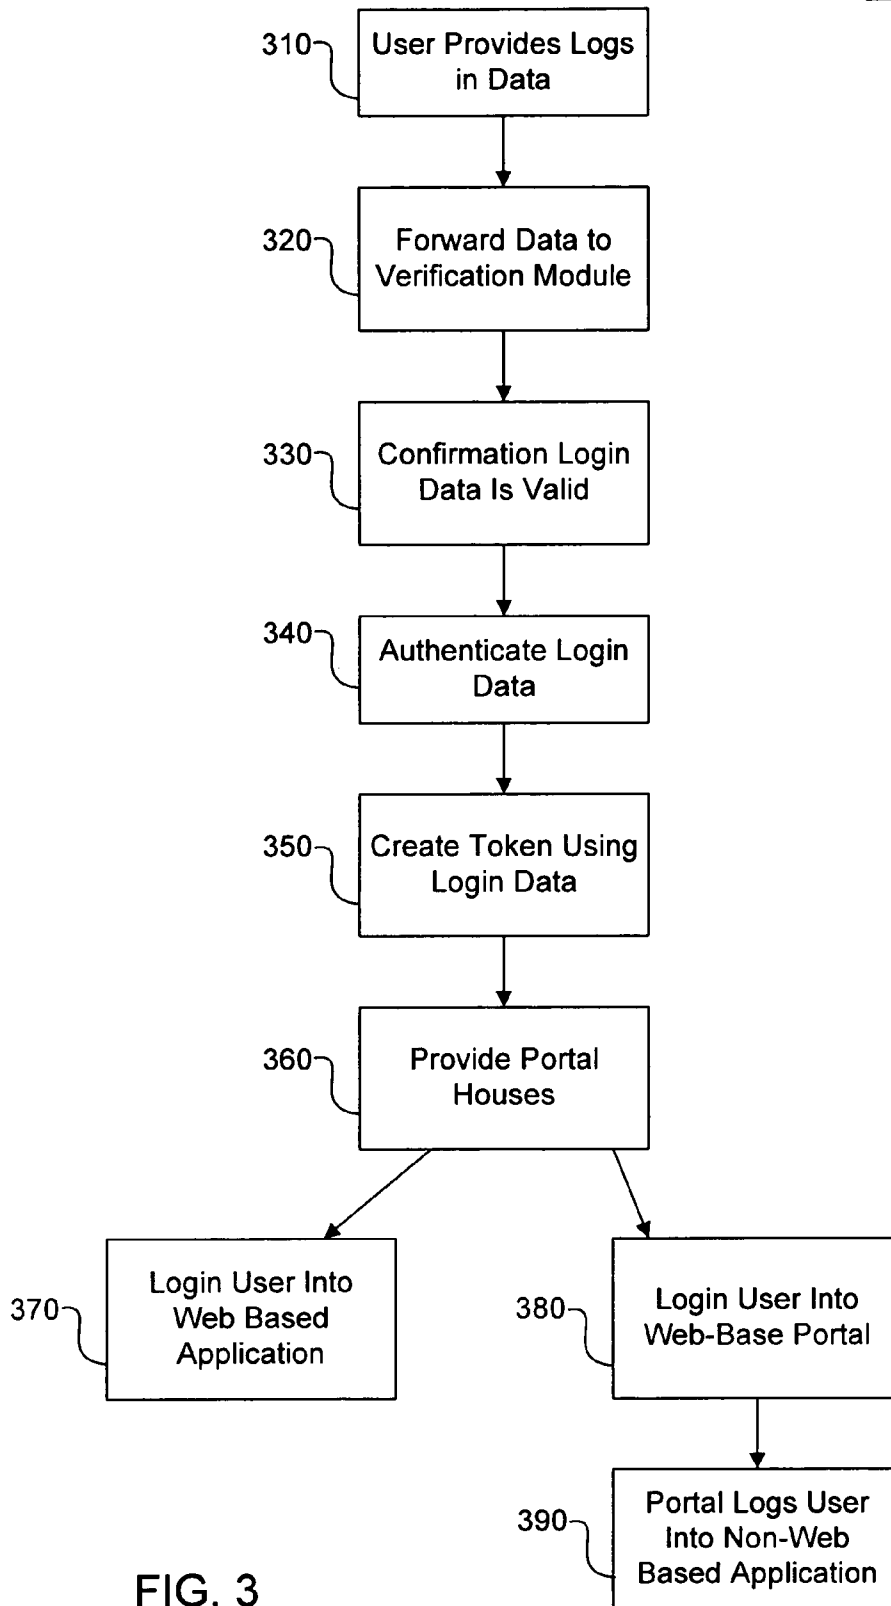 310
User Provides Logs
in Data
320
Forward Data to
Verification Module
330
Confirmation Login
Data Is Valid
340
Authenticate Login
Data
350
Create Token Using
Login Data
360
Provide Portal
Houses
370
Login User Into
Web Based
Application
380
Login User Into
Web-Base Portal
390
Portal Logs User
Into Non-Web
Based Application
FIG. 3